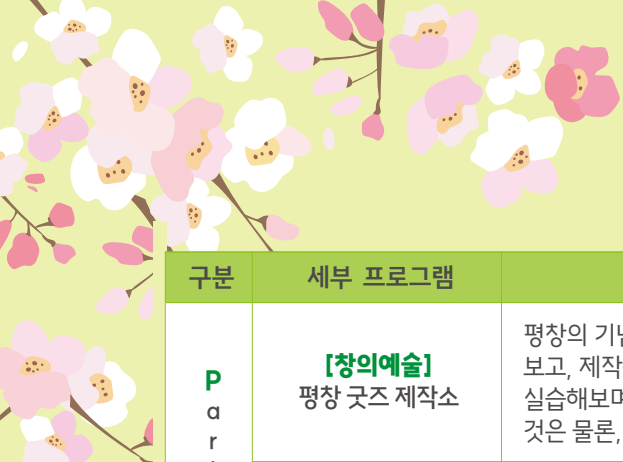 구분 세부 프로그램
[창의예술]
평창 굿즈 제작소
평창의 기념
보고, 제작
실습해보며
것은 물론,
P
a
r